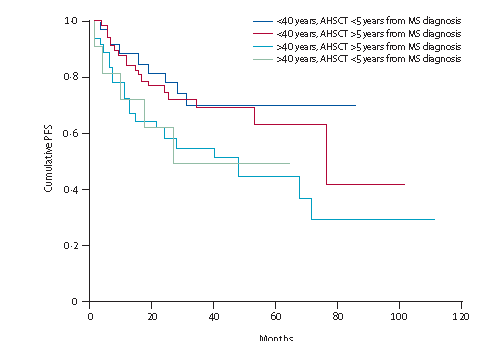 1·0
<40 years, AHSCT <5 years from MS diagnosis
<40 years, AHSCT >5 years from MS diagnosis
>40 years, AHSCT >5 years from MS diagnosis
>40 years, AHSCT <5 years from MS diagnosis
0·8
0·6
Cumulative PFS
0·4
0·2
0
0 20 40 60 80 100 120
Months